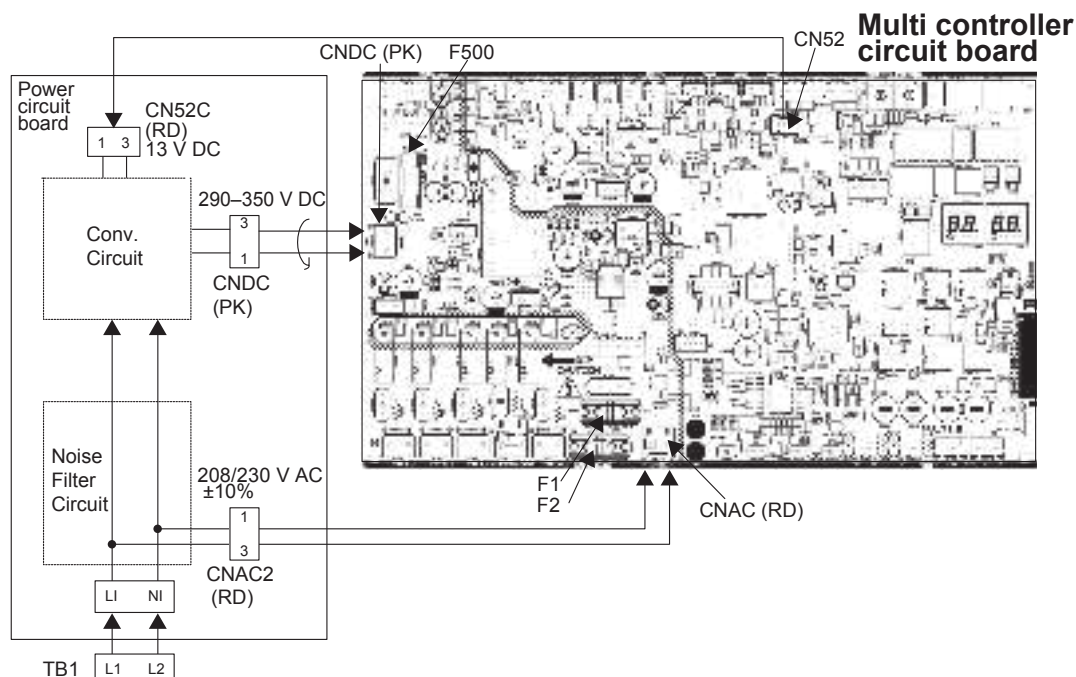 Multi controller
circuit board
CNDC (PK)
F500
CN52
Power
circuit
board
CN52C
(RD)
13 V DC
1 3
290–350 V DC
3
1
Conv.
Circuit
CNDC
(PK)
Noise
Filter
Circuit
208/230 V AC
±10%
1
3
CNAC2
(RD)
F1
F2
CNAC (RD)
LI NI
TB1 L1 L2